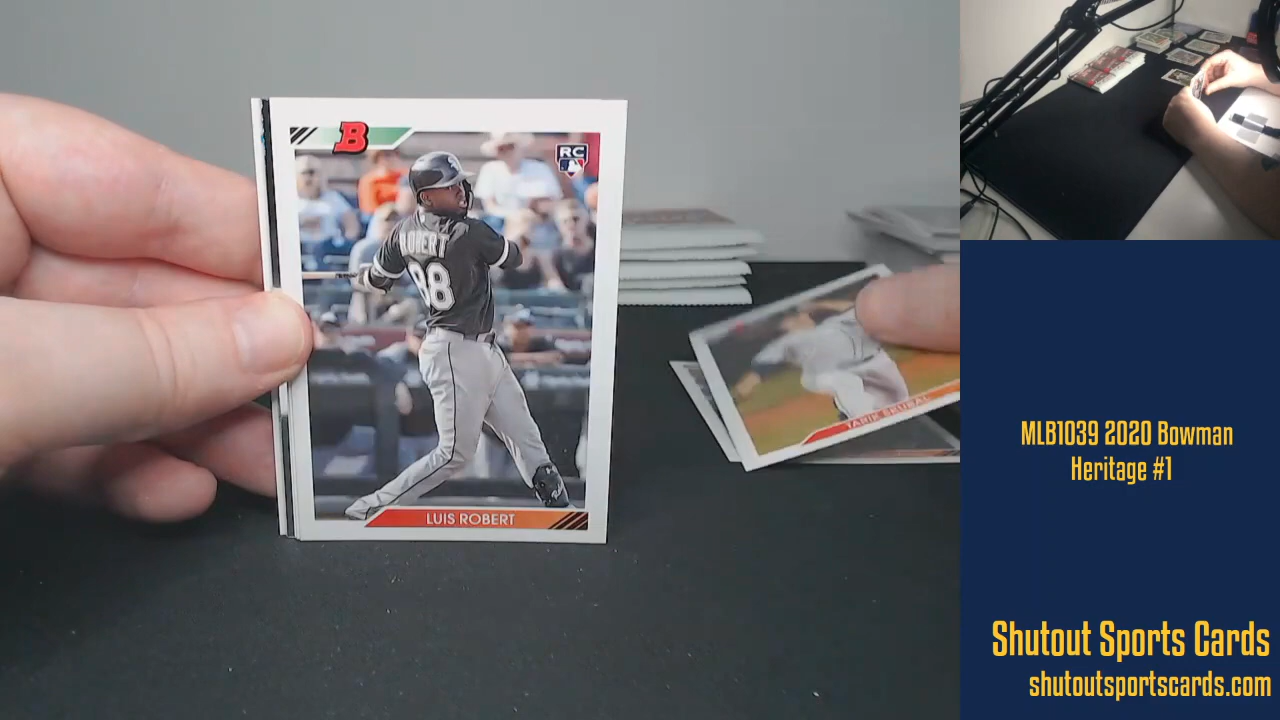 B
RC
ROBERT
88
LUIS ROBERT
TARIK SKUBAL
MLB1039 2020 Bowman
Heritage #1
Shutout Sports Cards
shutoutsportscards.com